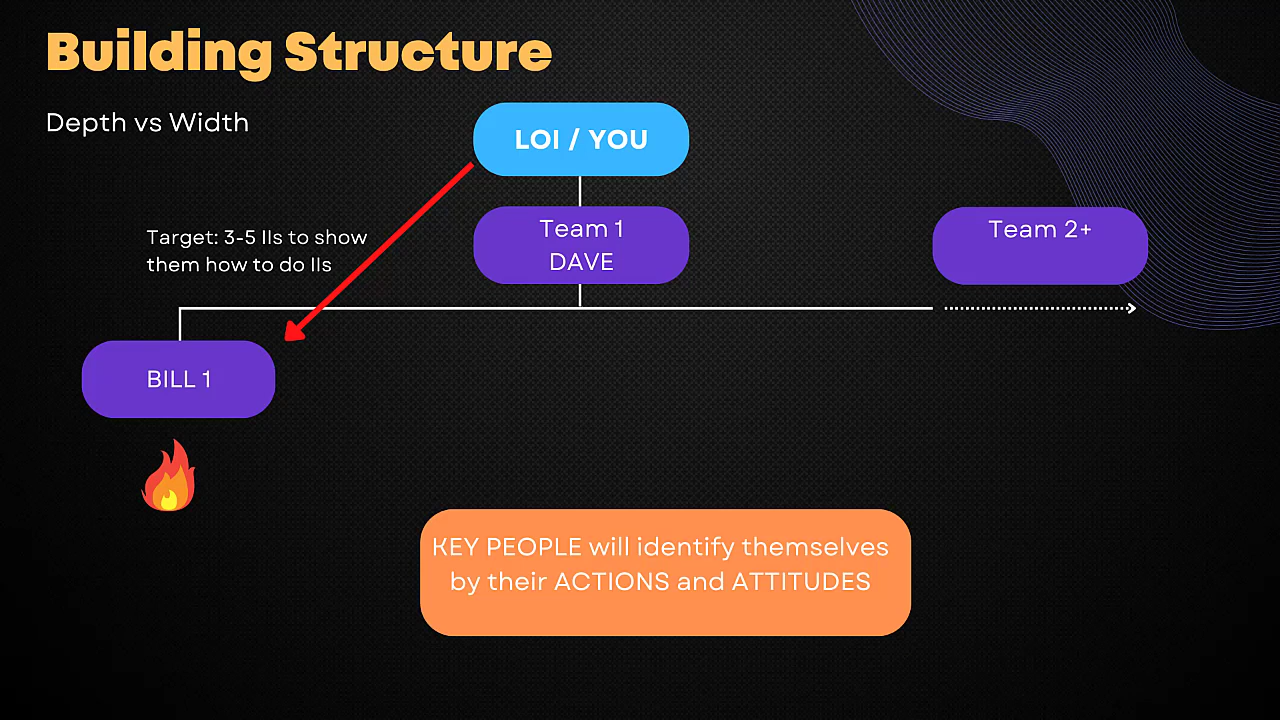 Building Structure
Depth vs Width
LOI / YOU
Team 1
DAVE
Team 2+
Target: 3-5 IIs to show
them how to do IIs
BILL 1
KEY PEOPLE will identify themselves
by their ACTIONS and ATTITUDES